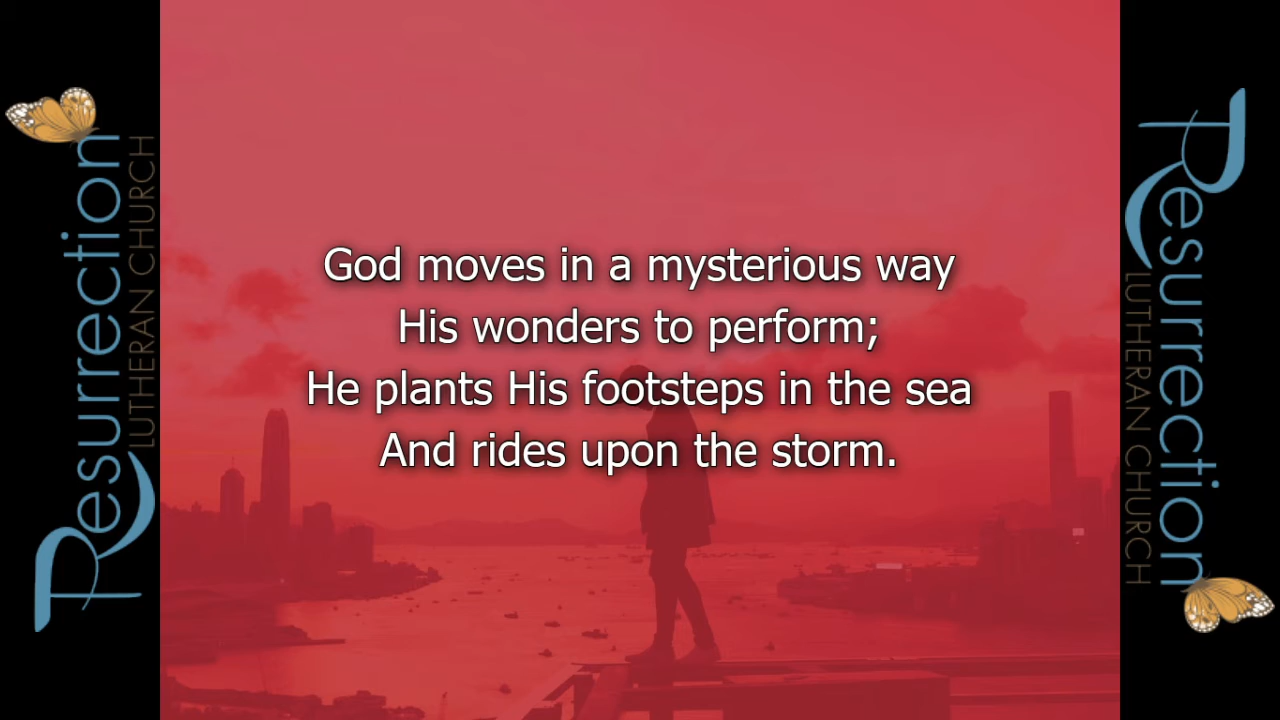 Resurrection
LUTHERAN CHURCH
God moves in a mysterious way
His wonders to perform;
He plants His footsteps in the sea
And rides upon the storm.
Resurrection
LUTHERAN CHURCH